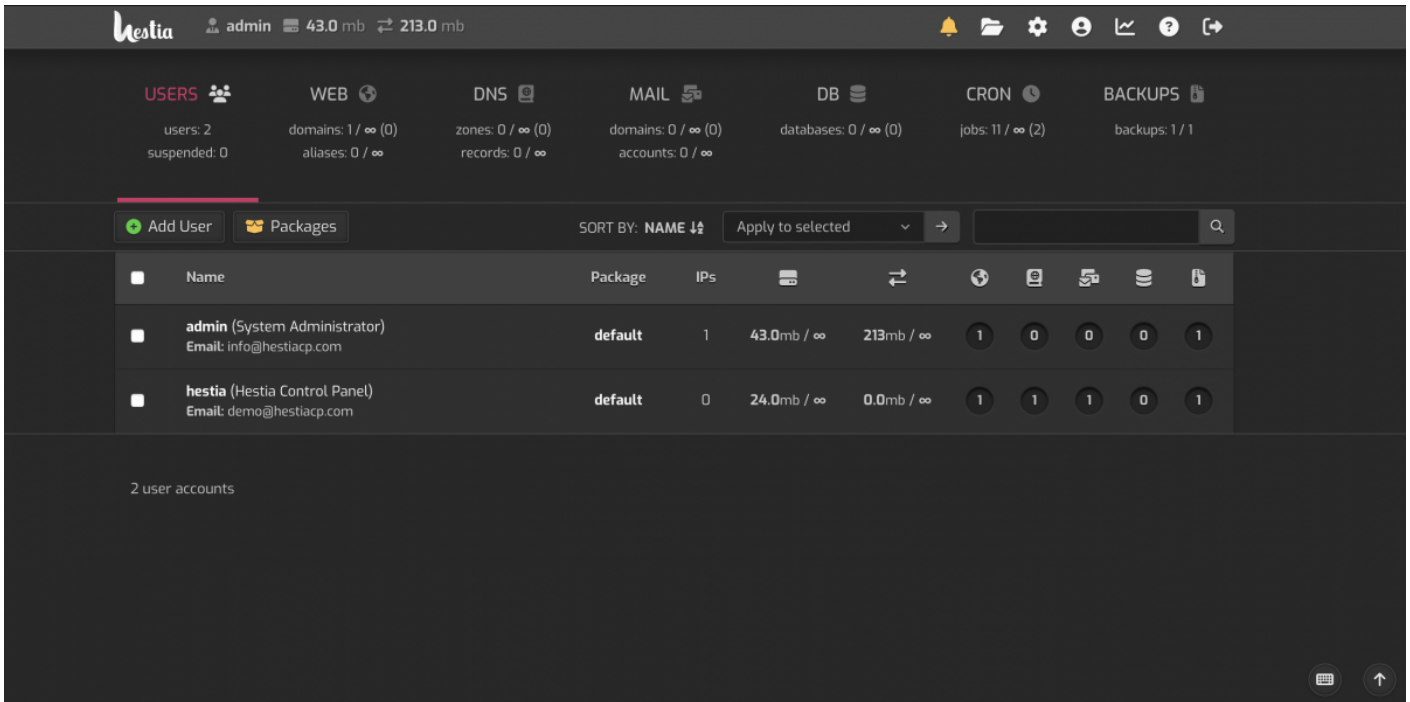 hestia admin 43.0 mb 213.0 mb
USERS WEB DNS MAIL DB CRON BACKUPS
users: 2 domains: 1 / ∞ (0) zones: 0 / ∞ (0) domains: 0 / ∞ (0) databases: 0 / ∞ (0) jobs: 11 / ∞ (2) backups: 1 / 1
suspended: 0 aliases: 0 / ∞ records: 0 / ∞ accounts: 0 / ∞
Add User Packages SORT BY: NAME Apply to selected
Name Package IPs
admin (System Administrator) default 1 43.0mb / ∞ 213mb / ∞ 1 0 0 0 1
Email: info@hestiacp.com
hestia (Hestia Control Panel) default 0 24.0mb / ∞ 0.0mb / ∞ 1 1 1 0 1
Email: demo@hestiacp.com
2 user accounts